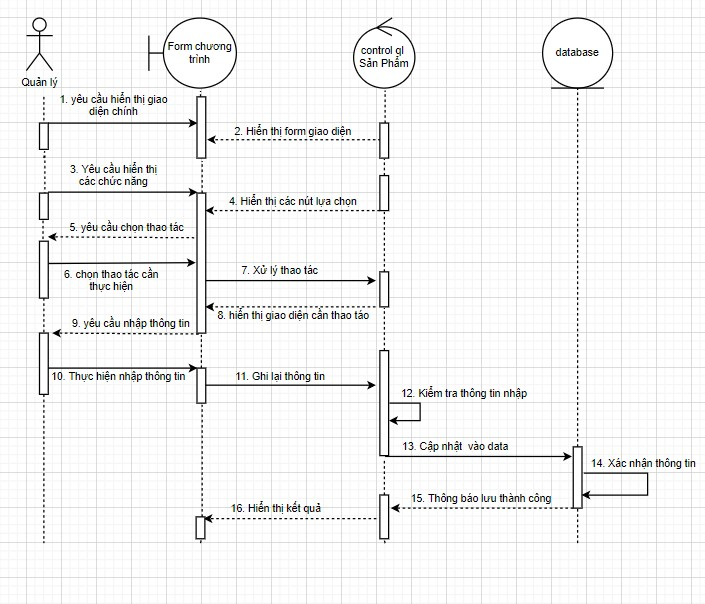 Form chương
trình
control ql
Sản Phẩm
database
Quản lý
1. yêu cầu hiển thị giao
diện chính
2. Hiển thị form giao diện
3. Yêu cầu hiển thị
các chức năng
4. Hiển thị các nút lựa chọn
5. yêu cầu chọn thao tác
6. chọn thao tác cần
thực hiện
7. Xử lý thao tác
8. hiển thị giao diện cần thao táo
9. yêu cầu nhập thông tin
10. Thực hiện nhập thông tin
11. Ghi lại thông tin
12. Kiểm tra thông tin nhập
13. Cập nhật vào data
14. Xác nhận thông tin
15. Thông báo lưu thành công
16. Hiển thị kết quả